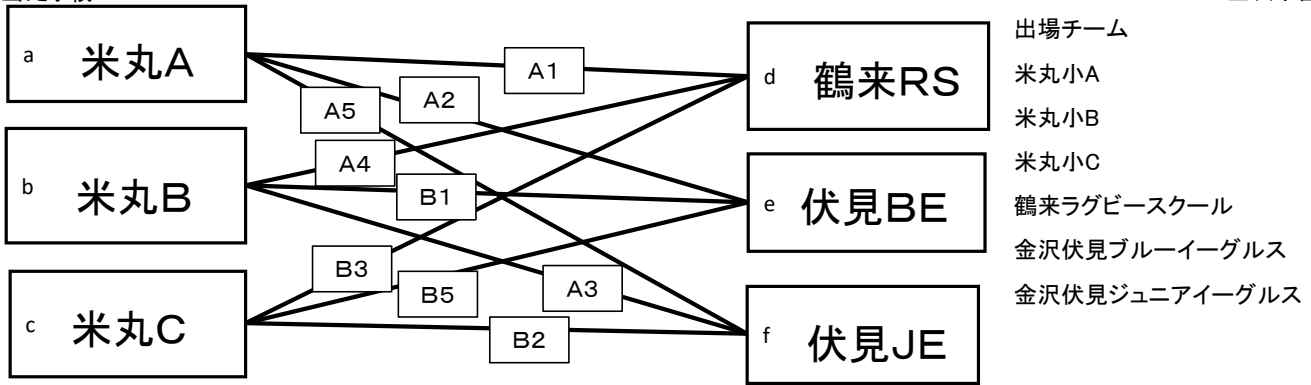 a 米丸A
b 米丸B
c 米丸C
A1
A2
A5
A4
B1
B3
B5
A3
B2
d 鶴来RS
e 伏見BE
f 伏見JE
出場チーム
米丸小A
米丸小B
米丸小C
鶴来ラグビースクール
金沢伏見ブルーイーグルス
金沢伏見ジュニアイーグルス